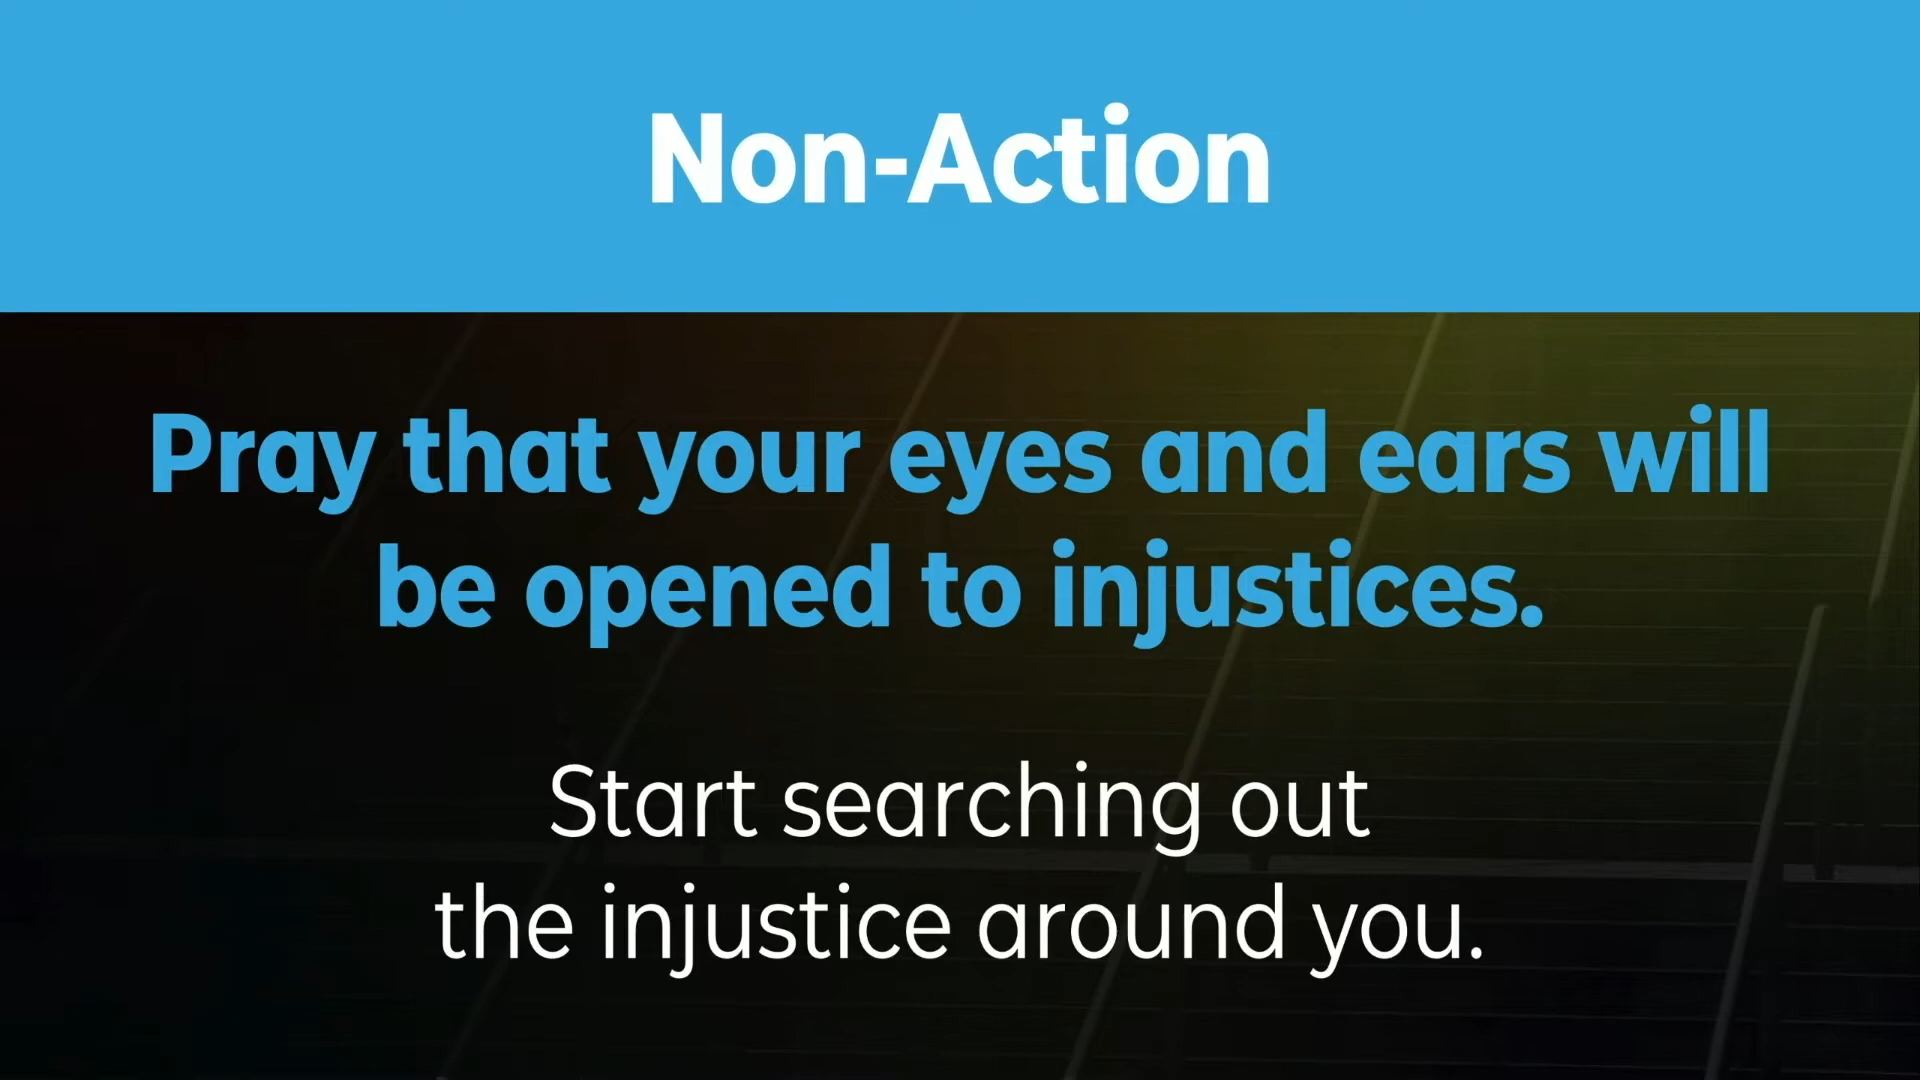 Non-Action
Pray that your eyes and ears will
be opened to injustices.
Start searching out
the injustice around you.